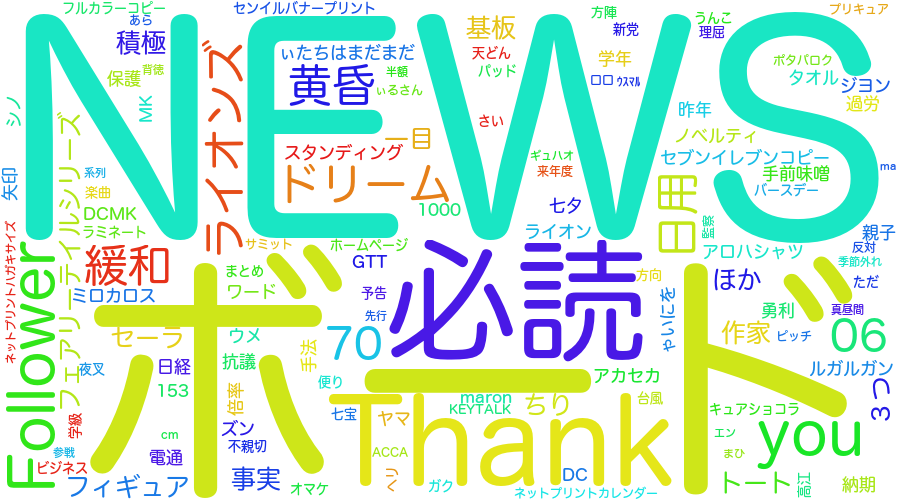 フルカラーコピー
センイルバナープリント
方陣
うんこ
プリキュア
あら
新党
理屈
NEWS
積極
ぃたちはまだまだ
基板
ポタバロク
背徳
半額
天どん
学年
タオル
ジヨン
保護
黄昏
ぃるさん
パッド
ロロ
ｳｽﾏﾙ
過労
シノ
MK
ライオンズ
一目
さい
昨年
ノベルティ
スタンディング
ギュハオ
セブンイレブンコピー
矢印
系列
ドリーム
来年度
手前味噌
ma
楽曲
日用
バースデー
DCMK
1000
七夕
ラミネート
ライオン
監察
親子
フェアリーテイルシリーズ
サミット
ホームページ
アロハシャツ
反対
緩和
GTT
必読
季節外れ
ネットプリントハガキサイズ
Follower
まとめ
方向
ほか
ただ
ミロカロス
ワード
予告
勇利
真昼間
ボード
先行
ゃいにを
セーラ
ウメ
70
作家
ピッチ
06
夜叉
日経
抗議
手法
アカセカ
ルガルガン
153
倍率
便り
maron
ちり
台風
3つ
学級
ズン
七宝
ヤマ
KEYTALK
キュアショコラ
Thank
you
cm
不親切
エン
参戦
電通
ACCA
まひ
ビジネス
事実
ヘリ
DC
トート
高江
納期
フィギュア
オマケ
ガク
ネットプリントカレンダー